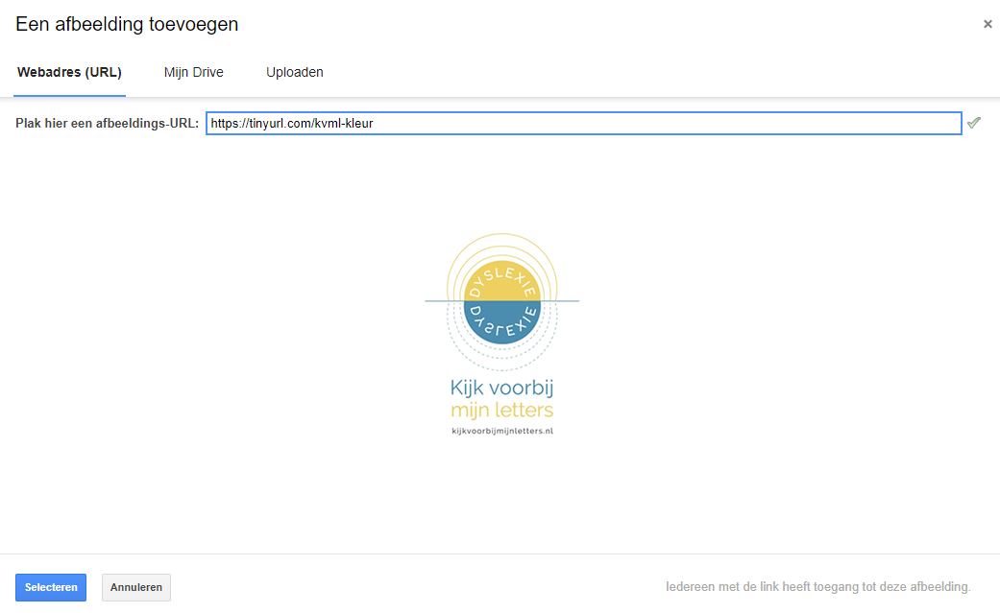 Een afbeelding toevoegen
×
Webadres (URL) Mijn Drive Uploaden
Plak hier een afbeeldings-URL: https://tinyurl.com/kvml-kleur
DYSLEXIE
DYSLEXIE
Kijk voorbij
mijn letters
kijkvoorbijmijnletters.nl
Selecteren Annuleren Iedereen met de link heeft toegang tot deze afbeelding.